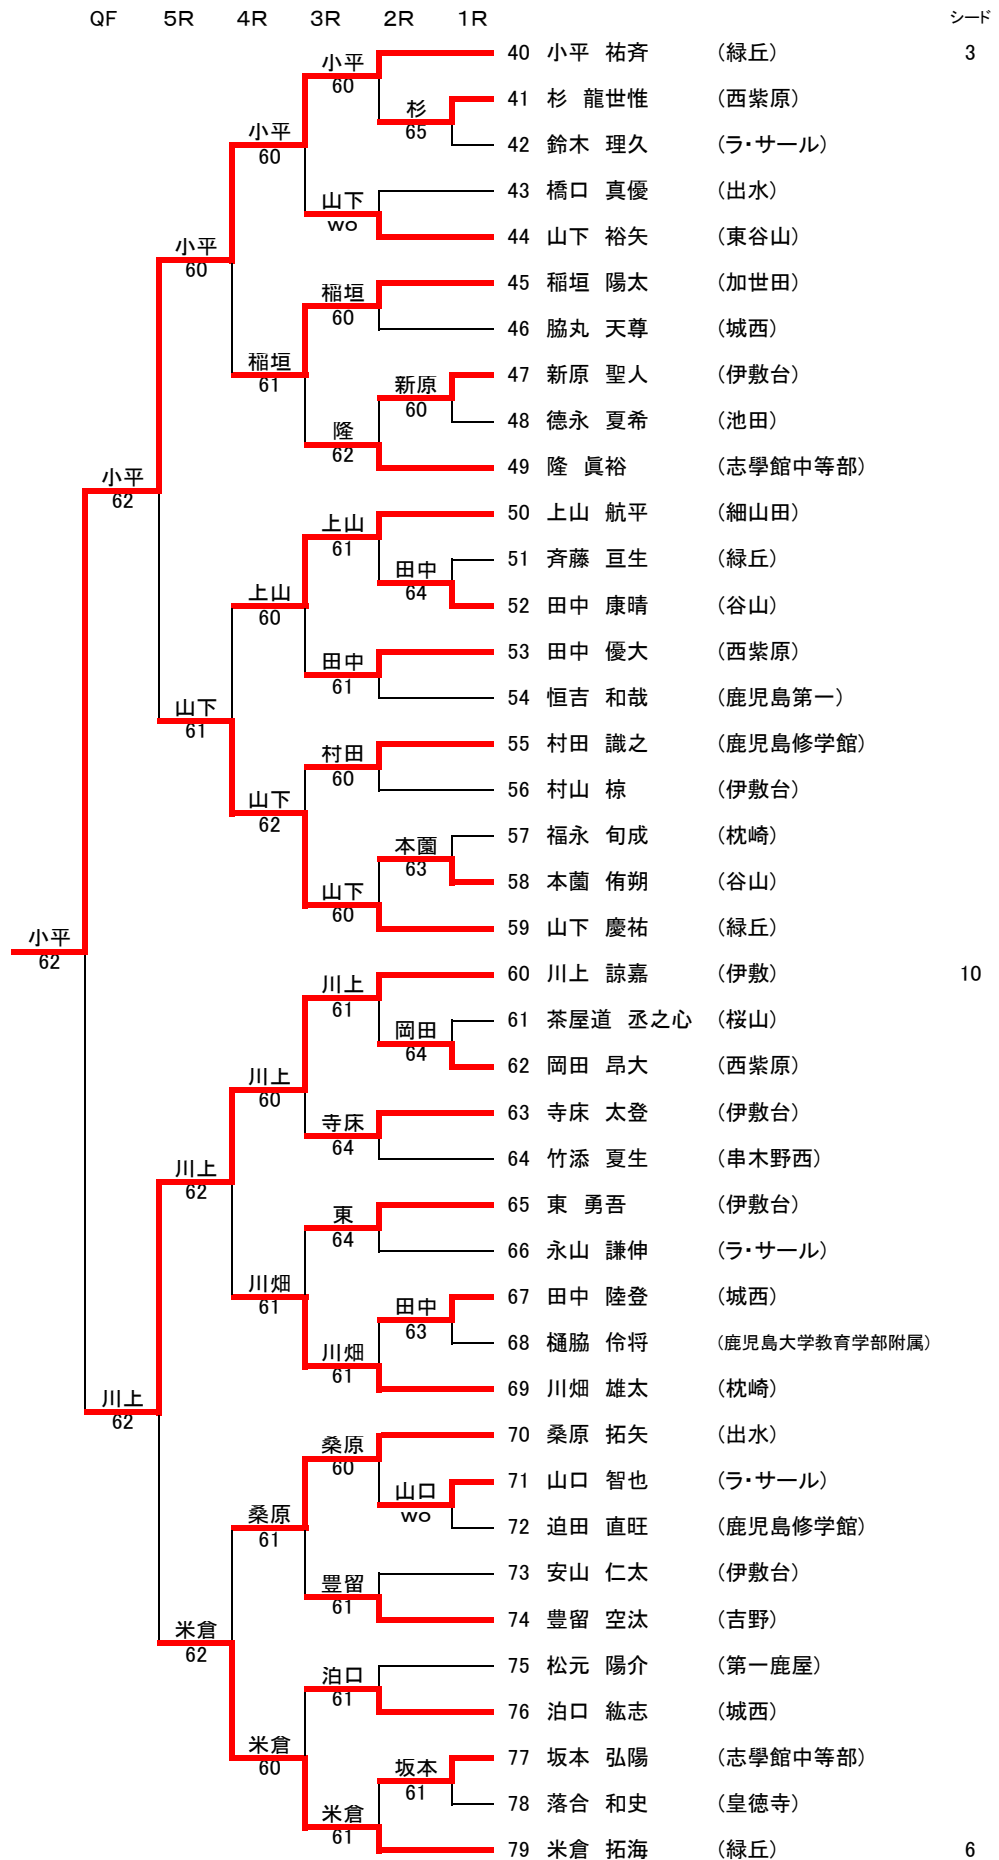 QF 5R 4R 3R 2R 1R シード
40 小平 祐斉 (緑丘) 3
小平
60
41 杉 龍世惟 (西紫原)
杉
65
42 鈴木 理久 (ラ・サール)
小平
60
43 橋口 真優 (出水)
山下
wo
44 山下 裕矢 (東谷山)
小平
60
45 稲垣 陽太 (加世田)
稲垣
60
46 脇丸 天尊 (城西)
稲垣
61
47 新原 聖人 (伊敷台)
新原
60
48 德永 夏希 (池田)
隆
62
49 隆 眞裕 (志學館中等部)
小平
62
50 上山 航平 (細山田)
上山
61
51 斉藤 亘生 (緑丘)
田中
64
52 田中 康晴 (谷山)
上山
60
53 田中 優大 (西紫原)
田中
61
54 恒吉 和哉 (鹿児島第一)
山下
61
55 村田 識之 (鹿児島修学館)
村田
60
56 村山 椋 (伊敷台)
山下
62
57 福永 旬成 (枕崎)
本薗
63
58 本薗 侑朔 (谷山)
山下
60
59 山下 慶祐 (緑丘)
小平
62
60 川上 諒嘉 (伊敷) 10
川上
61
61 茶屋道 丞之心 (桜山)
岡田
64
62 岡田 昂大 (西紫原)
川上
60
63 寺床 太登 (伊敷台)
寺床
64
64 竹添 夏生 (串木野西)
川上
62
65 東 勇吾 (伊敷台)
東
64
66 永山 謙伸 (ラ・サール)
川畑
61
67 田中 陸登 (城西)
田中
63
68 樋脇 伶将 (鹿児島大学教育学部附属)
川畑
61
69 川畑 雄太 (枕崎)
川上
62
70 桑原 拓矢 (出水)
桑原
60
71 山口 智也 (ラ・サール)
山口
wo
72 迫田 直旺 (鹿児島修学館)
桑原
61
73 安山 仁太 (伊敷台)
豊留
61
74 豊留 空汰 (吉野)
米倉
62
75 松元 陽介 (第一鹿屋)
泊口
61
76 泊口 紘志 (城西)
米倉
60
77 坂本 弘陽 (志學館中等部)
坂本
61
78 落合 和史 (皇徳寺)
米倉
61
79 米倉 拓海 (緑丘) 6